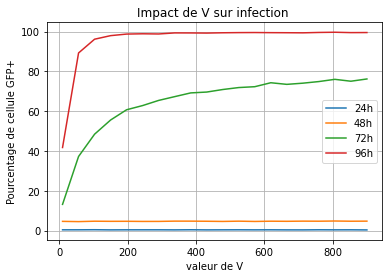 Impact de V sur infection
Pourcentage de cellule GFP+
100
80
60
40
20
0
24h
48h
72h
96h
0
200
400
600
800
valeur de V